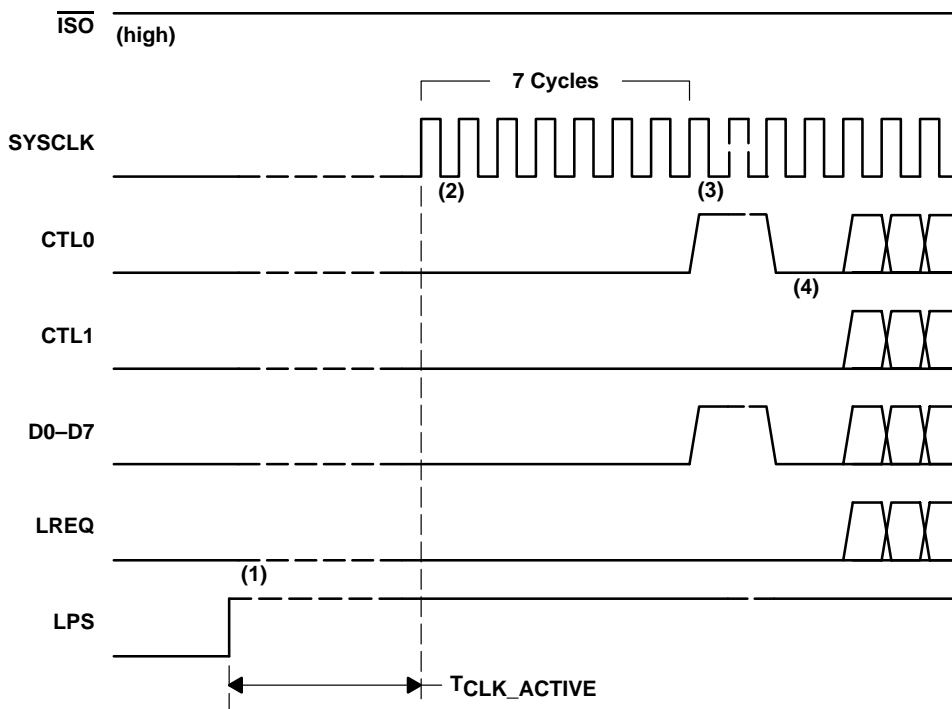 ISO (high)
7 Cycles
SYSCLK
(2) (3)
CTL0
(4)
CTL1
D0–D7
LREQ
(1)
LPS
TCLK_ACTIVE